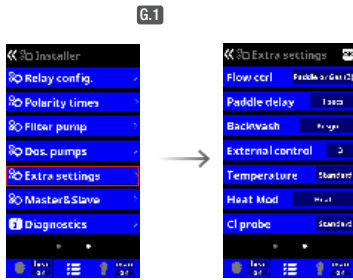 G.1
Installer
Relay config.
Polarity times
Filter pump
Dos. pumps
Extra settings
Master&Slave
Diagnostics
Extra settings
Flow ctrl
Paddle delay
Backwash
External control
Temperature Standard
Heat Mod Heat
Cl probe Standard